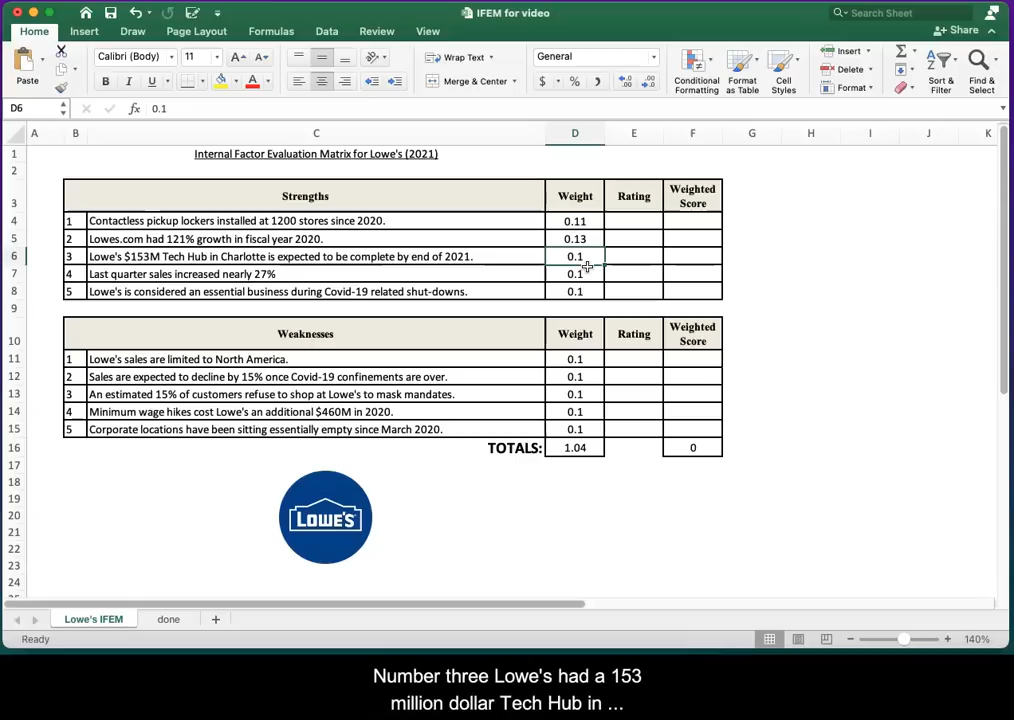 IFEM for video
Search Sheet
Home Insert Draw Page Layout Formulas Data Review View
Share
Paste
Calibri (Body) 11 A A
B I U A
Wrap Text
Merge & Center
General
$ %
Conditional Formatting
Format as Table
Cell Styles
Insert
Delete
Format
Sort & Filter
Find & Select
D6 fx 0.1
A B C D E F G H I J K
1 Internal Factor Evaluation Matrix for Lowe's (2021)
2
3 Strengths Weight Rating Weighted Score
4 1 Contactless pickup lockers installed at 1200 stores since 2020. 0.11
5 2 Lowes.com had 121% growth in fiscal year 2020. 0.13
6 3 Lowe's $153M Tech Hub in Charlotte is expected to be complete by end of 2021. 0.1
7 4 Last quarter sales increased nearly 27% 0.1
8 5 Lowe's is considered an essential business during Covid-19 related shut-downs. 0.1
9
10 Weaknesses Weight Rating Weighted Score
11 1 Lowe's sales are limited to North America. 0.1
12 2 Sales are expected to decline by 15% once Covid-19 confinements are over. 0.1
13 3 An estimated 15% of customers refuse to shop at Lowe's to mask mandates. 0.1
14 4 Minimum wage hikes cost Lowe's an additional $460M in 2020. 0.1
15 5 Corporate locations have been sitting essentially empty since March 2020. 0.1
16 TOTALS: 1.04 0
17
18
19
20 LOWE'S
21
22
23
24
Lowe's IFEM done +
Ready 140%
Number three Lowe's had a 153
million dollar Tech Hub in ...